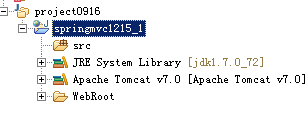 project0916
springmvc1215_1
src
JRE System Library [jdk1.7.0_72]
Apache Tomcat v7.0 [Apache Tomcat v7.0]
WebRoot